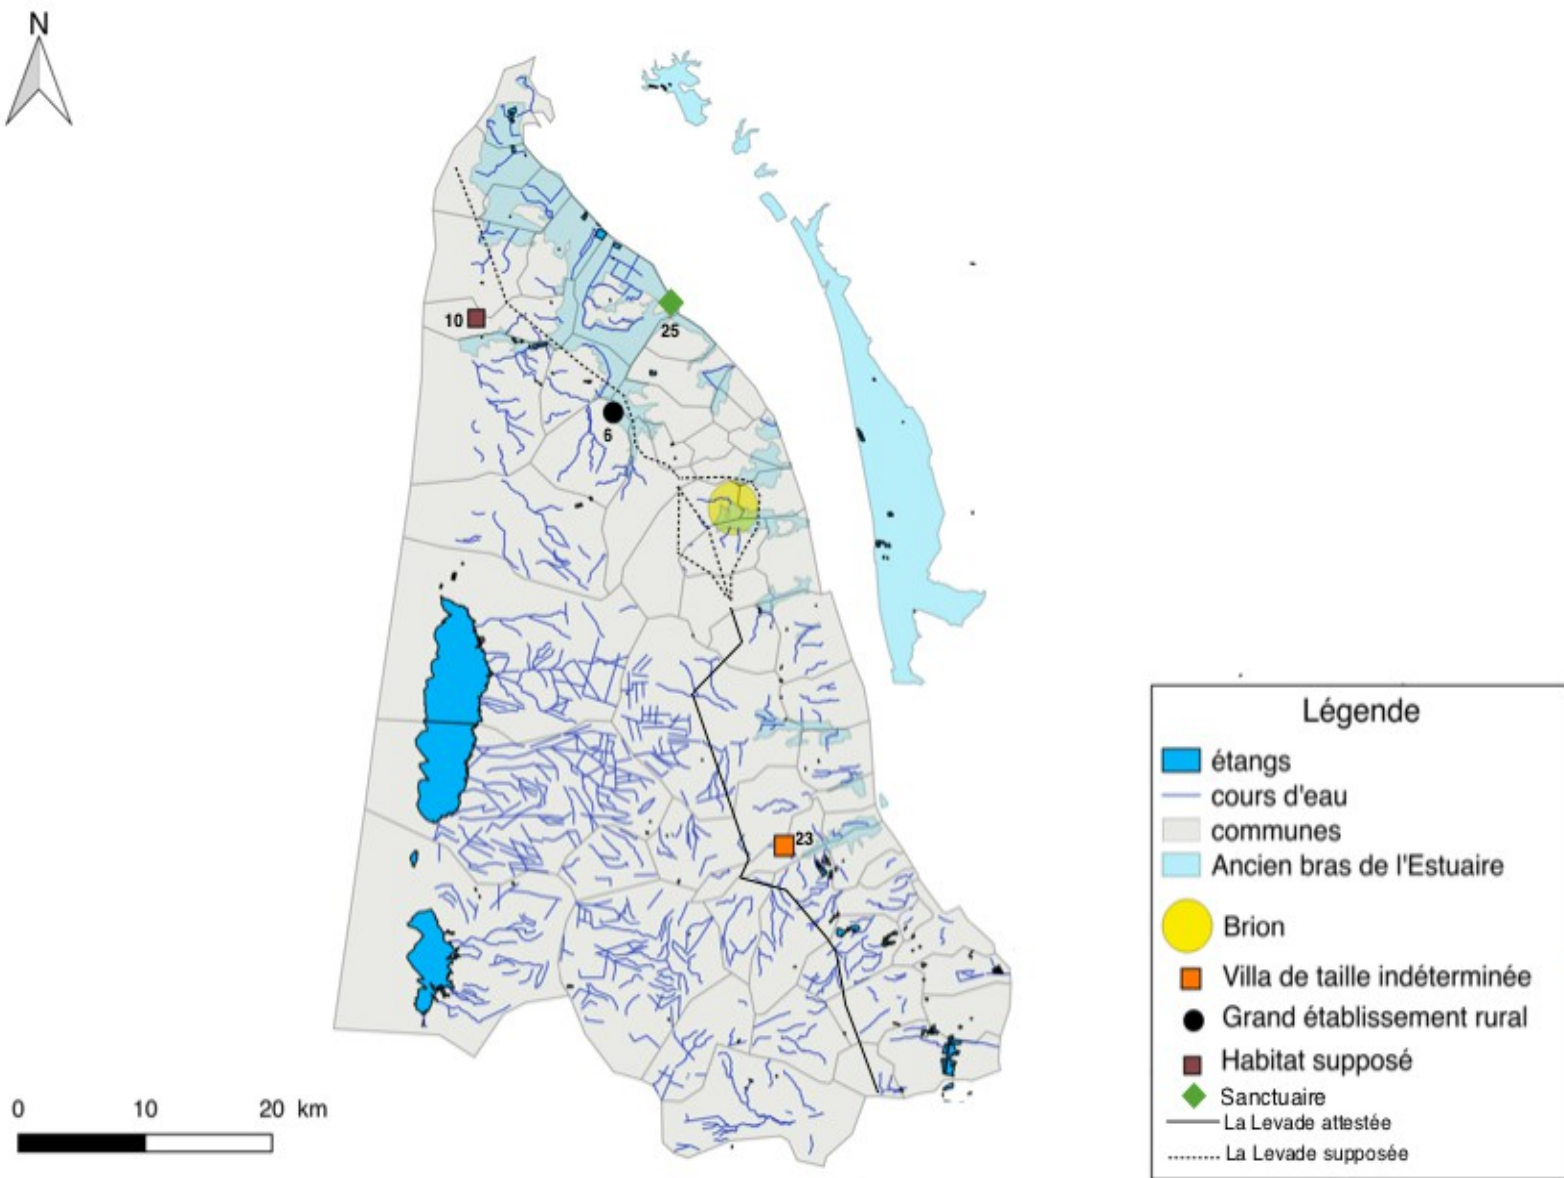 N
10
25
6
23
0 10 20 km
Légende
étangs
cours d'eau
communes
Ancien bras de l'Estuaire
Brion
Villa de taille indéterminée
Grand établissement rural
Habitat supposé
Sanctuaire
La Levade attestée
La Levade supposée